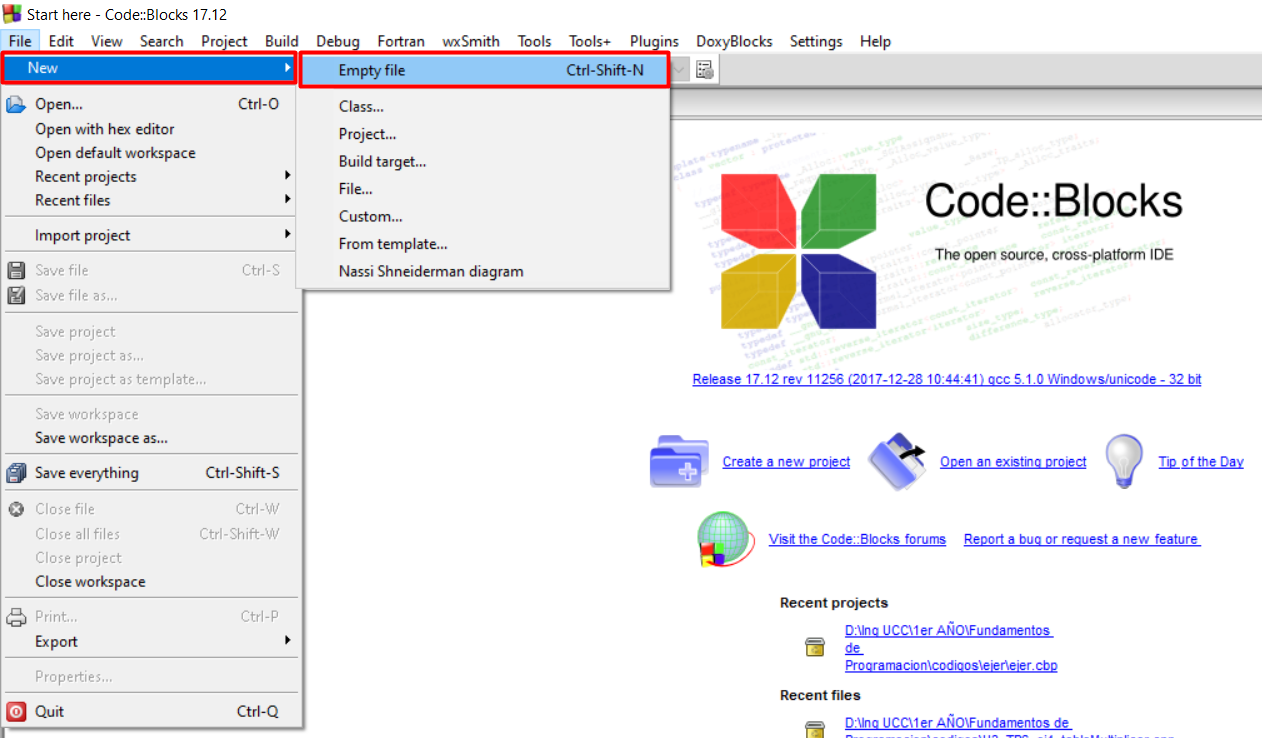 Start here - Code::Blocks 17.12
File Edit View Search Project Build Debug Fortran wxSmith Tools Tools+ Plugins DoxyBlocks Settings Help
New
Empty file Ctrl-Shift-N
Class...
Project...
Build target...
File...
Custom...
From template...
Nassi Shneiderman diagram
Open... Ctrl-O
Open with hex editor
Open default workspace
Recent projects
Recent files
Import project
Save file Ctrl-S
Save file as...
Save project
Save project as...
Save project as template...
Save workspace
Save workspace as...
Save everything Ctrl-Shift-S
Close file Ctrl-W
Close all files Ctrl-Shift-W
Close project
Close workspace
Print... Ctrl-P
Export
Properties...
Quit Ctrl-Q
Code::Blocks
The open source, cross-platform IDE
Release 17.12 rev 11256 (2017-12-28 10:44:41) gcc 5.1.0 Windows/unicode - 32 bit
Create a new project Open an existing project Tip of the Day
Visit the Code::Blocks forums Report a bug or request a new feature
Recent projects
D:\Ing UCC\1er AÑO\Fundamentos
de
Programacion\codigos\ejer\ejer.cbp
Recent files
D:\Ing UCC\1er AÑO\Fundamentos de